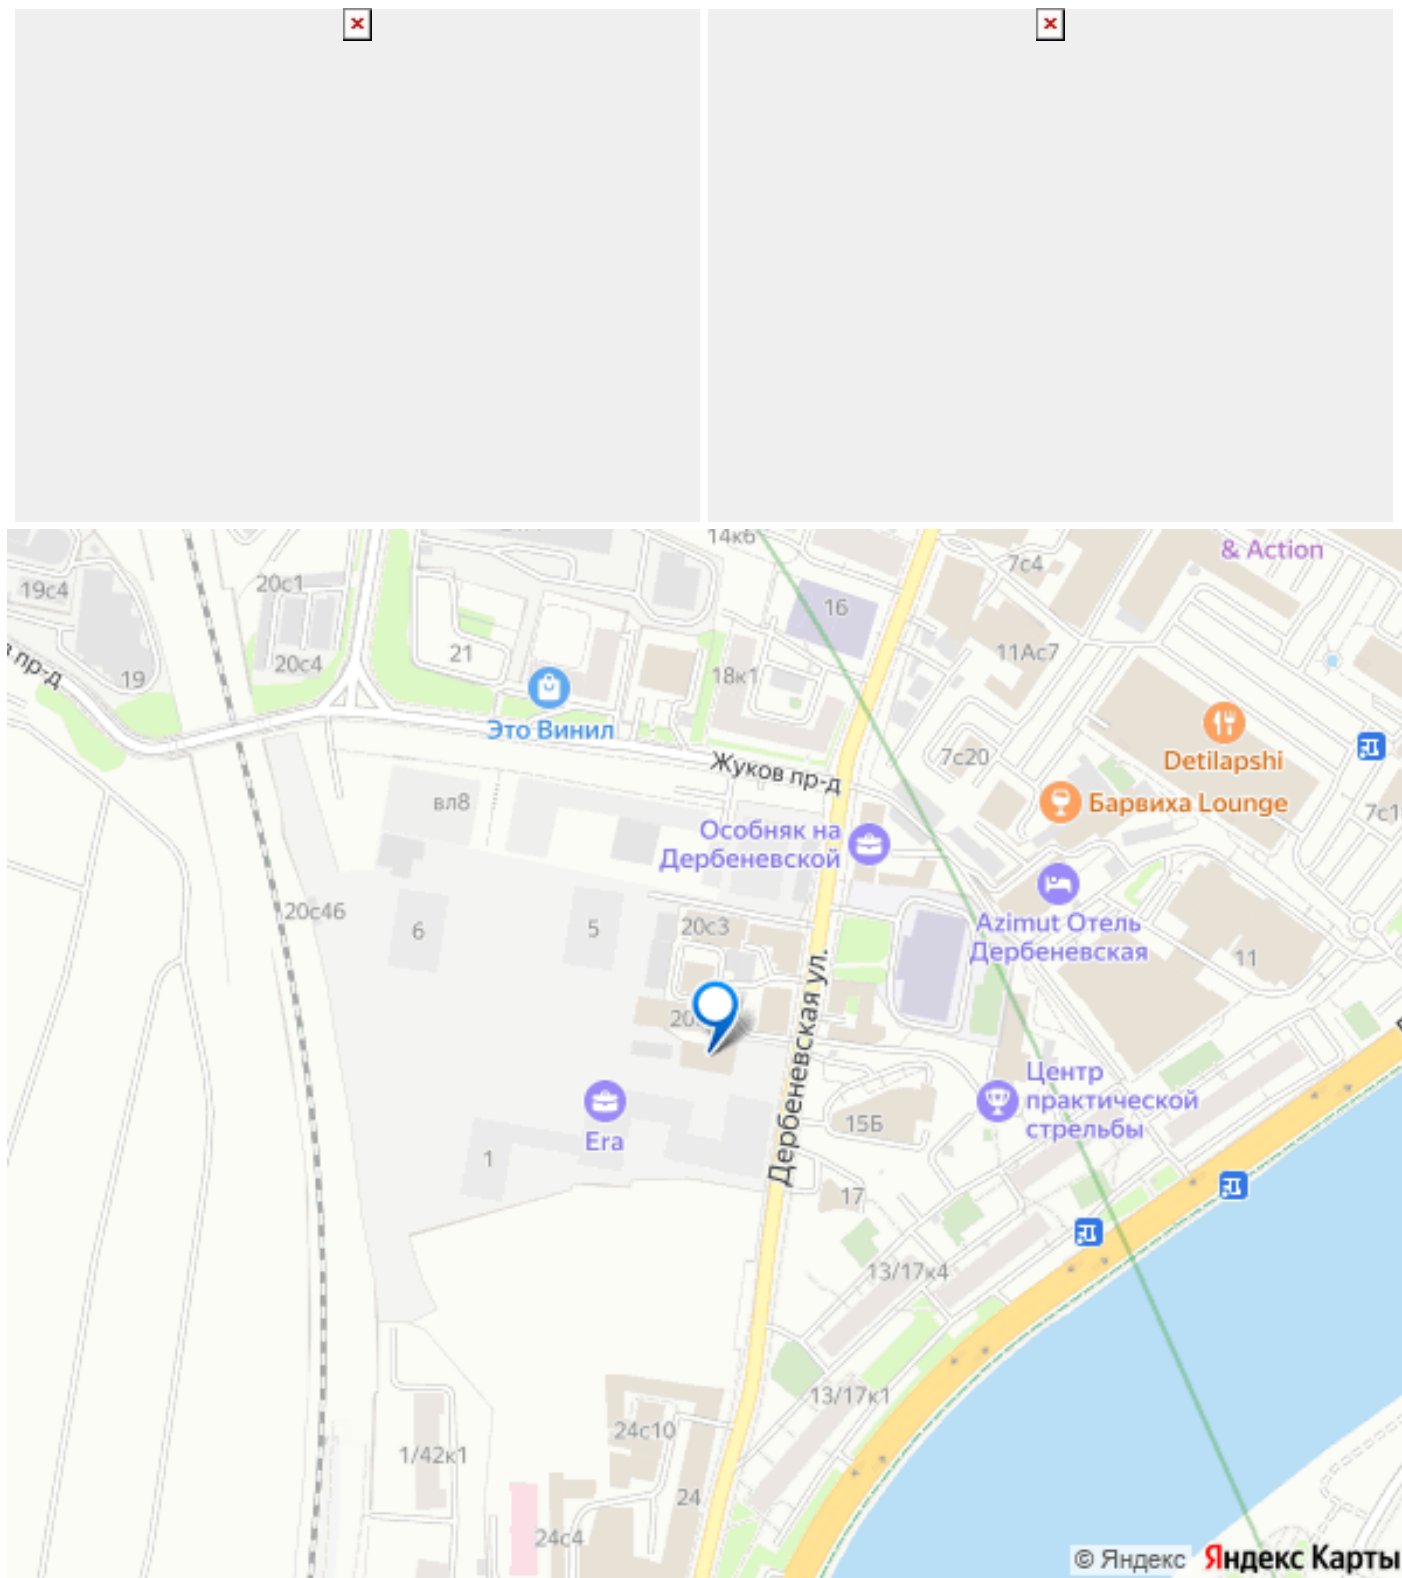 14к6
& Action
7с4
19с4
20с1
16
21
11Ас7
20с4
18к1
в пр-д
19
Это Винил
Detilapshi
Жуков пр-д
7с20
вл8
Барвиха Lounge
Особняк на
Дербеневской
20с46
6
5
20с3
Azimut Отель
Дербеневская
11
Дербеневская ул.
Центр
практической
стрельбы
Era
15Б
1
17
13/17к4
13/17к1
24с10
1/42к1
24
24с4
© Яндекс
Яндекс Карты